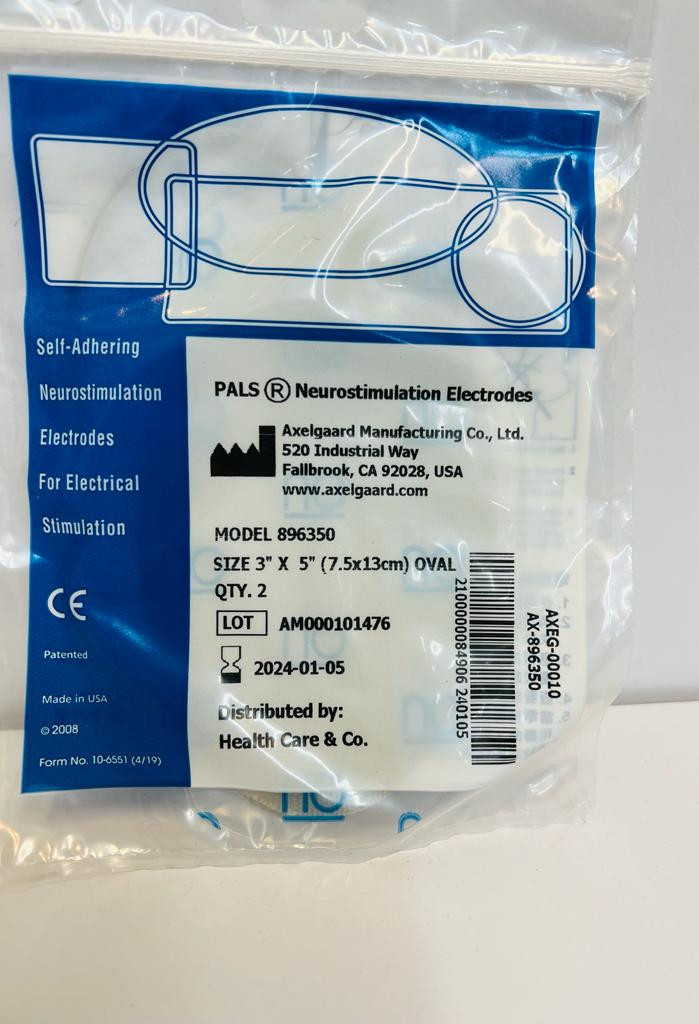 Self-Adhering
Neurostimulation
Electrodes
For Electrical
Stimulation
CE
Patented
Made in USA
© 2008
Form No. 10-6551 (4/19)
PALS ® Neurostimulation Electrodes
Axelgaard Manufacturing Co., Ltd.
520 Industrial Way
Fallbrook, CA 92028, USA
www.axelgaard.com
MODEL 896350
SIZE 3" X 5" (7.5x13cm) OVAL
QTY. 2
LOT AM000101476
2024-01-05
Distributed by:
Health Care & Co.
2100000084906 240105
AXEG-00010
AX-896350